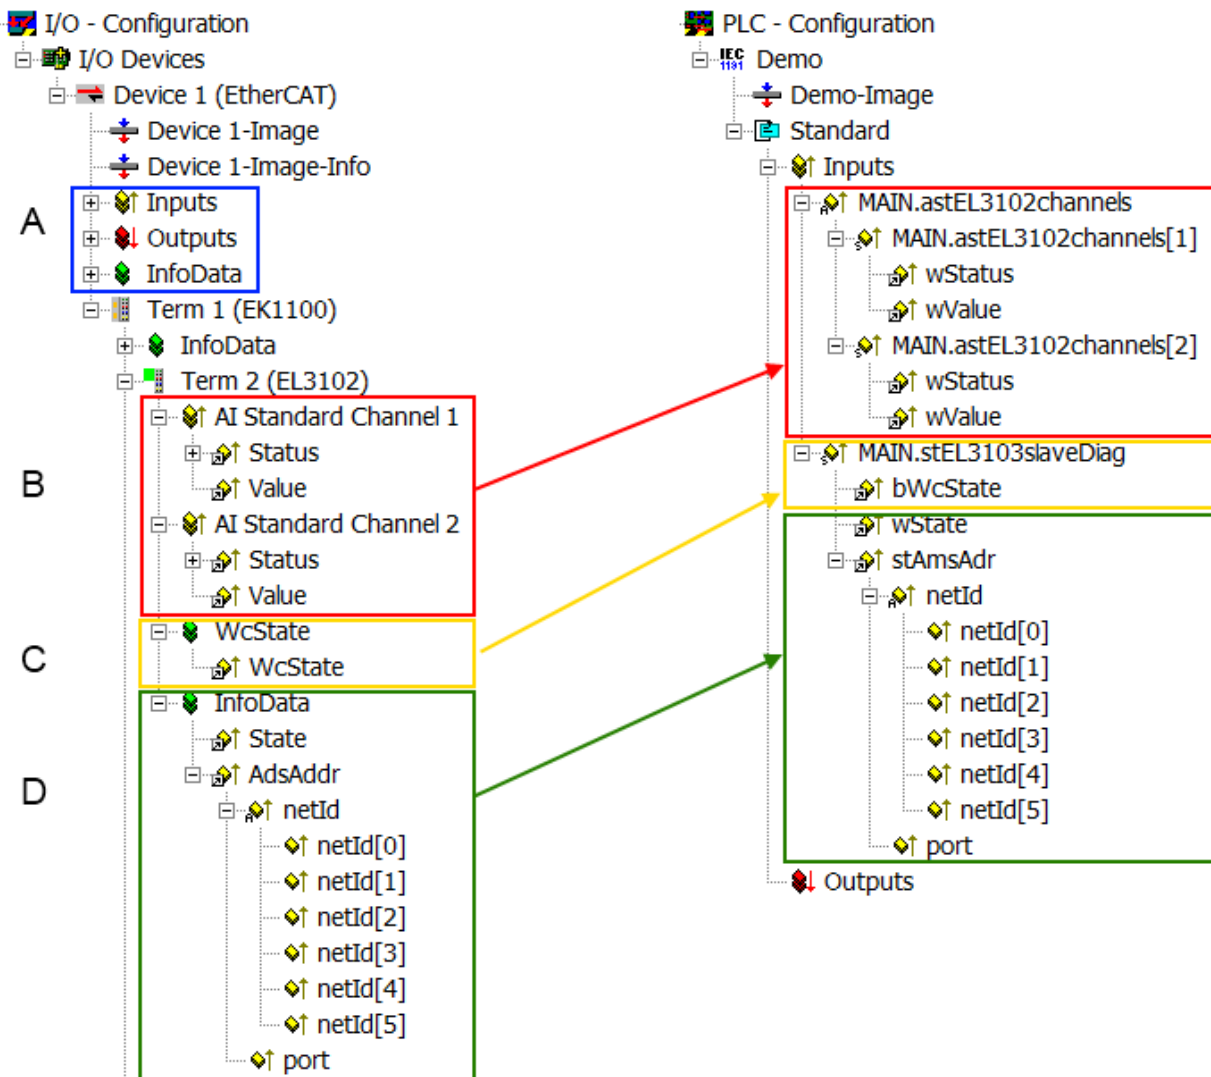 I/O - Configuration
I/O Devices
Device 1 (EtherCAT)
Device 1-Image
Device 1-Image-Info
A
Inputs
Outputs
InfoData
Term 1 (EK1100)
InfoData
Term 2 (EL3102)
B
AI Standard Channel 1
Status
Value
AI Standard Channel 2
Status
Value
C
WcState
WcState
D
InfoData
State
AdsAddr
netId
netId[0]
netId[1]
netId[2]
netId[3]
netId[4]
netId[5]
port
PLC - Configuration
IEC
1131
Demo
Demo-Image
Standard
Inputs
MAIN.astEL3102channels
MAIN.astEL3102channels[1]
wStatus
wValue
MAIN.astEL3102channels[2]
wStatus
wValue
MAIN.stEL3103slaveDiag
bWcState
wState
stAmsAdr
netId
netId[0]
netId[1]
netId[2]
netId[3]
netId[4]
netId[5]
port
Outputs